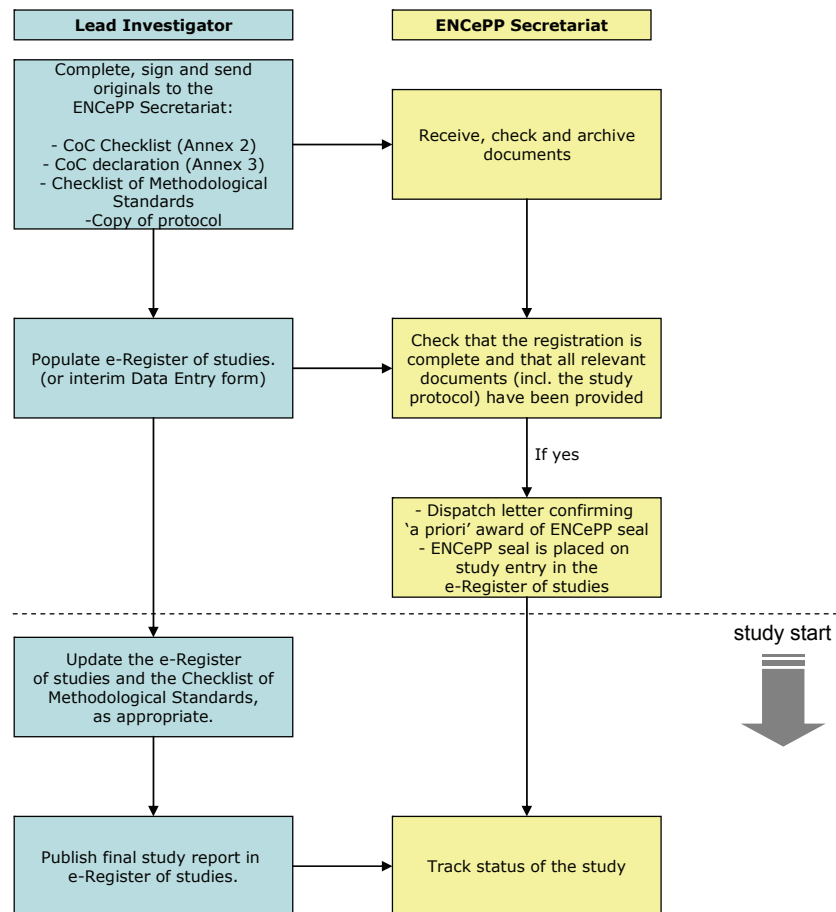 Lead Investigator
ENCePP Secretariat
Complete, sign and send
originals to the
ENCePP Secretariat:
- CoC Checklist (Annex 2)
- CoC declaration (Annex 3)
- Checklist of Methodological
Standards
-Copy of protocol
Receive, check and archive
documents
Populate e-Register of studies.
(or interim Data Entry form)
Check that the registration is
complete and that all relevant
documents (incl. the study
protocol) have been provided
If yes
- Dispatch letter confirming
‘a priori’ award of ENCePP seal
- ENCePP seal is placed on
study entry in the
e-Register of studies
study start
Update the e-Register
of studies and the Checklist of
Methodological Standards,
as appropriate.
Publish final study report in
e-Register of studies.
Track status of the study